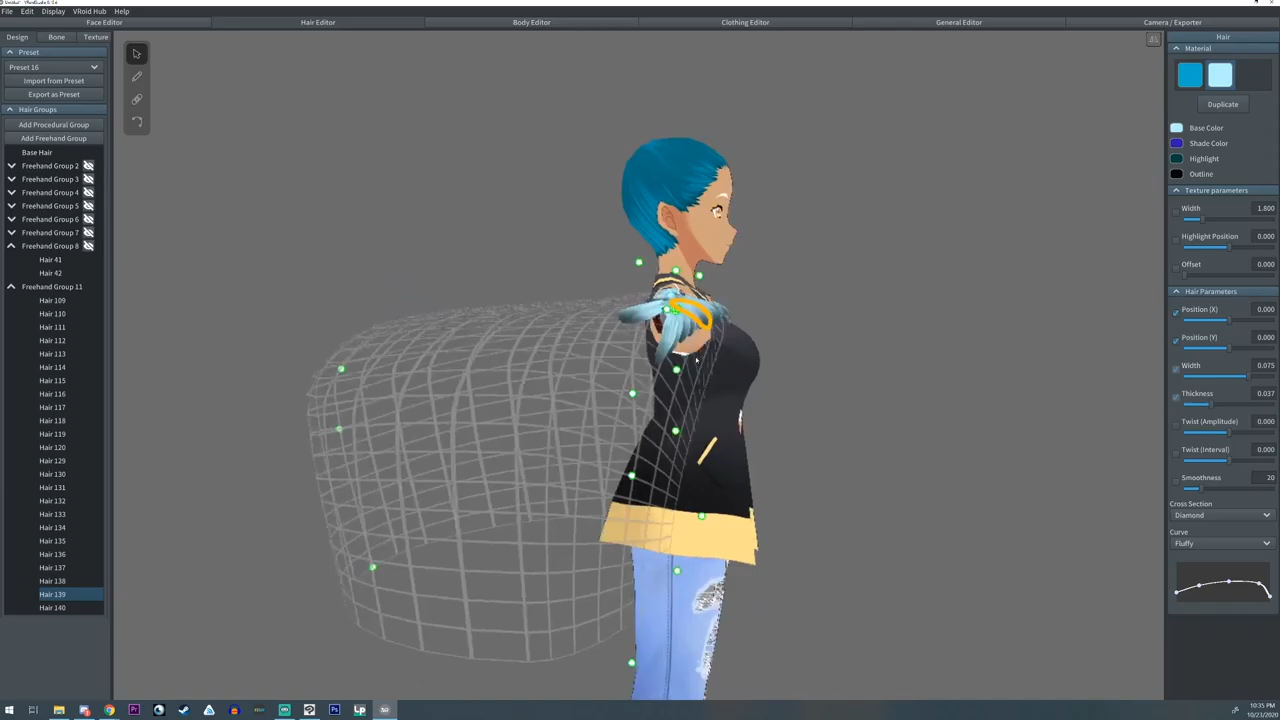 File Edit Display VRoid Hub Help
Face Editor Hair Editor Body Editor Clothing Editor General Editor Camera / Exporter
Design Bone Texture
Preset
Preset 16
Import from Preset
Export as Preset
Hair Groups
Add Procedural Group
Add Freehand Group
Base Hair
Freehand Group 2
Freehand Group 3
Freehand Group 4
Freehand Group 5
Freehand Group 6
Freehand Group 7
Freehand Group 8
Hair 41
Hair 42
Freehand Group 11
Hair 109
Hair 110
Hair 111
Hair 112
Hair 113
Hair 114
Hair 115
Hair 116
Hair 117
Hair 118
Hair 119
Hair 120
Hair 129
Hair 130
Hair 131
Hair 132
Hair 133
Hair 134
Hair 135
Hair 136
Hair 137
Hair 138
Hair 139
Hair 140
Hair
Material
Duplicate
Base Color
Shade Color
Highlight
Outline
Texture parameters
Width 1.800
Highlight Position 0.000
Offset 0.000
Hair Parameters
Position (X) 0.000
Position (Y) 0.000
Width 0.075
Thickness 0.037
Twist (Amplitude) 0.000
Twist (Interval) 0.000
Smoothness 20
Cross Section
Diamond
Curve
Fluffy
10:35 PM
10/23/2020